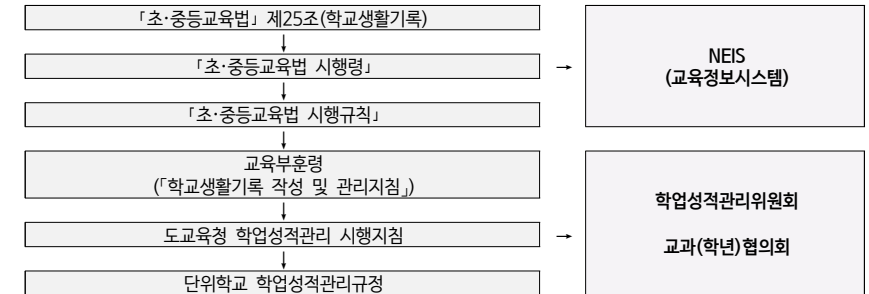 「초·중등교육법」 제25조(학교생활기록)
↓
「초·중등교육법 시행령」
→
NEIS
(교육정보시스템)
↓
「초·중등교육법 시행규칙」
↓
교육부훈령
(「학교생활기록 작성 및 관리지침」)
↓
도교육청 학업성적관리 시행지침
→
학업성적관리위원회
교과(학년)협의회
↓
단위학교 학업성적관리규정